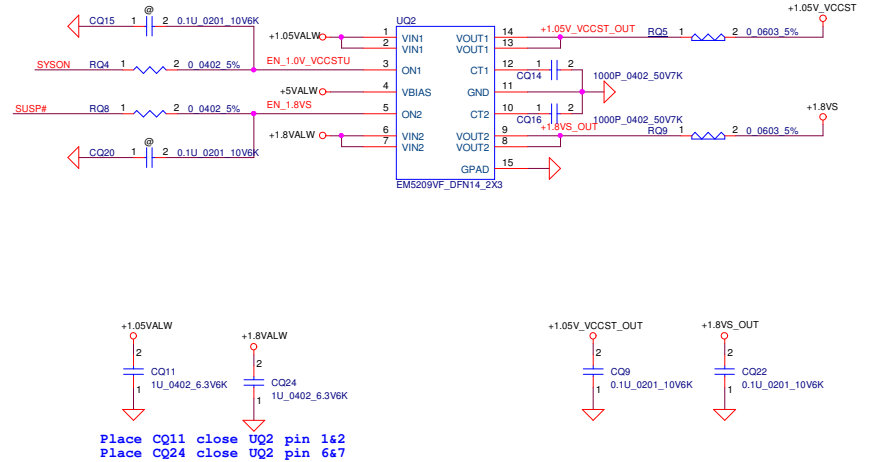 +1.05V_VCCST
@
CQ15 1 2 0.1U_0201_10V6K
UQ2
+1.05VALW 1 VIN1 VOUT1 14 +1.05V_VCCST_OUT RQ5 1 2 0_0603_5%
2 VIN1 VOUT1 13
SYSON RQ4 1 2 0_0402_5% EN_1.0V_VCCSTU 3 ON1 CT1 12 1 2
CQ14 1000P_0402_50V7K
+5VALW 4 VBIAS GND 11
SUSP# RQ8 1 2 0_0402_5% EN_1.8VS 5 ON2 CT2 10 1 2 +1.8VS
CQ16 1000P_0402_50V7K
+1.8VALW 6 VIN2 VOUT2 9 +1.8VS_OUT RQ9 1 2 0_0603_5%
7 VIN2 VOUT2 8
@
CQ20 1 2 0.1U_0201_10V6K
GPAD 15
EM5209VF_DFN14_2X3
+1.05VALW +1.8VALW +1.05V_VCCST_OUT +1.8VS_OUT
2 2 2 2
CQ11 CQ24 CQ9 CQ22
1U_0402_6.3V6K 1U_0402_6.3V6K 0.1U_0201_10V6K 0.1U_0201_10V6K
1 1 1 1
Place CQ11 close UQ2 pin 1&2
Place CQ24 close UQ2 pin 6&7